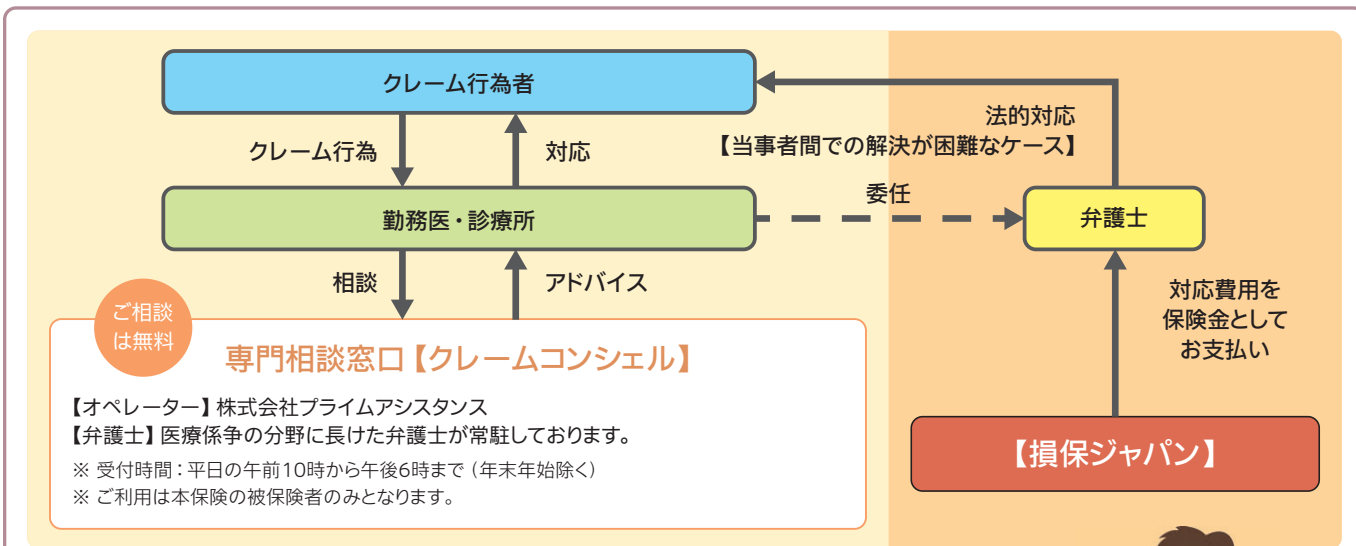 クレーム行為者
法的対応
【当事者間での解決が困難なケース】
クレーム行為
対応
委任
勤務医・診療所
弁護士
相談
アドバイス
ご相談
は無料
対応費用を
保険金として
お支払い
専門相談窓口【クレームコンシェル】
【オペレーター】株式会社プライムアシスタンス
【弁護士】医療係争の分野に長けた弁護士が常駐しております。
※ 受付時間：平日の午前10時から午後6時まで（年末年始除く）
※ ご利用は本保険の被保険者のみとなります。
【損保ジャパン】